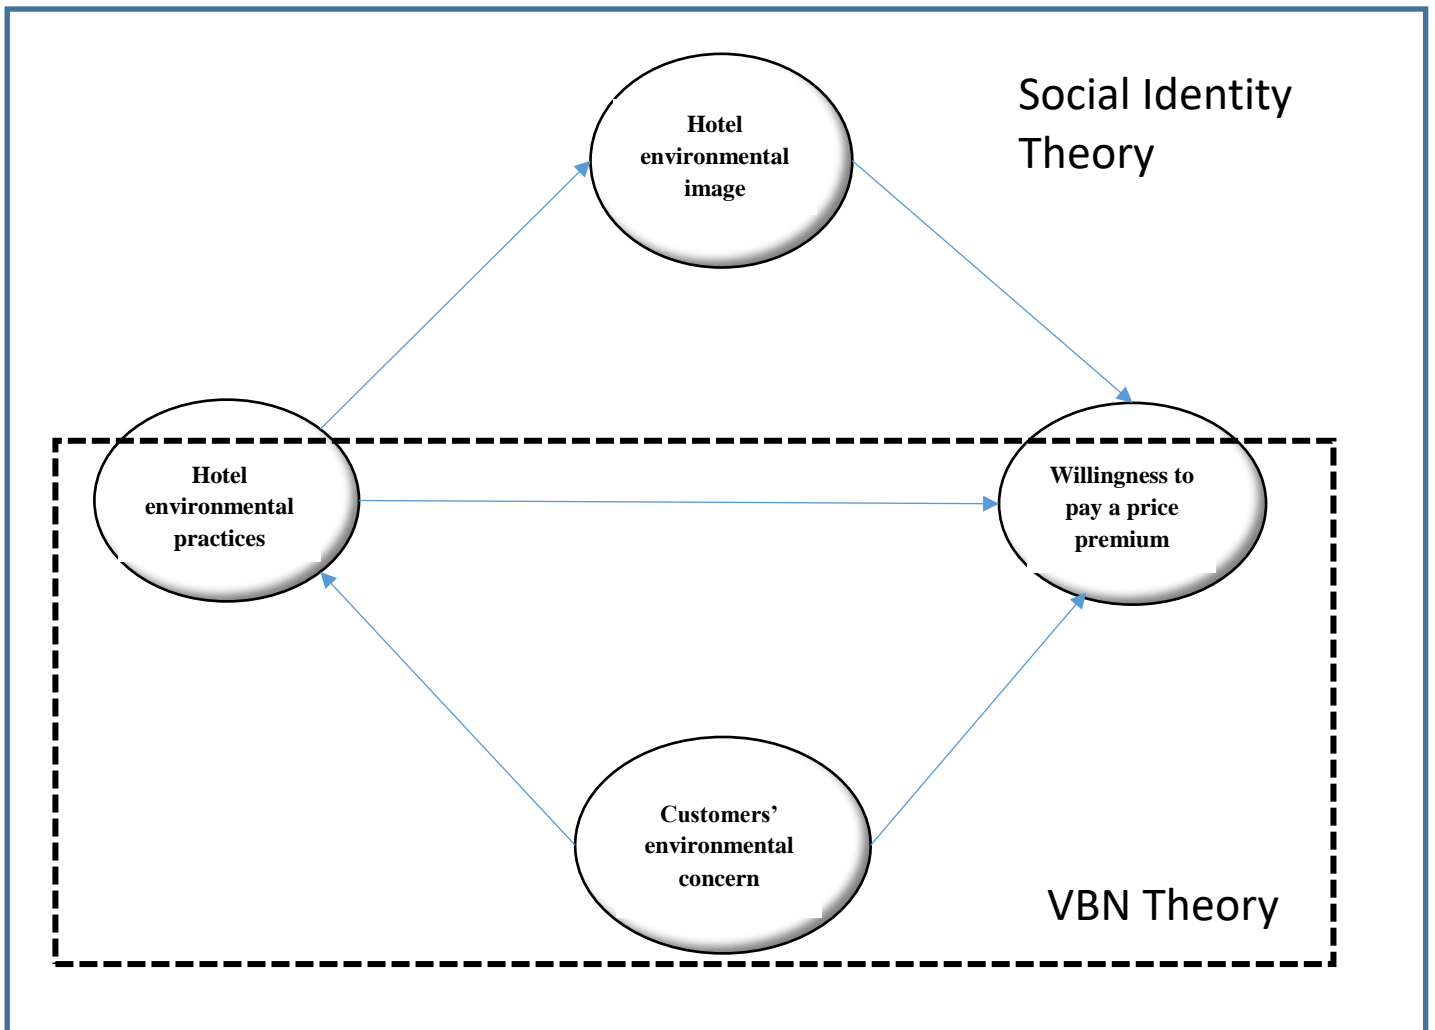 Social Identity
Theory
Hotel
environmental
image
Hotel
environmental
practices
Willingness to
pay a price
premium
Customers’
environmental
concern
VBN Theory